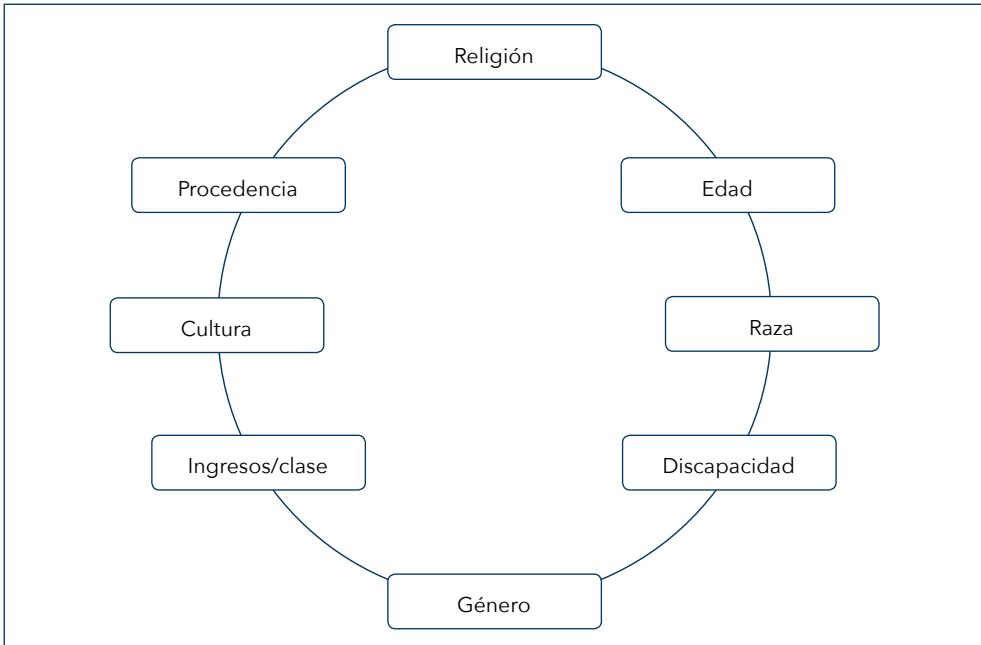 Religión
Procedencia
Edad
Cultura
Raza
Ingresos/clase
Discapacidad
Género